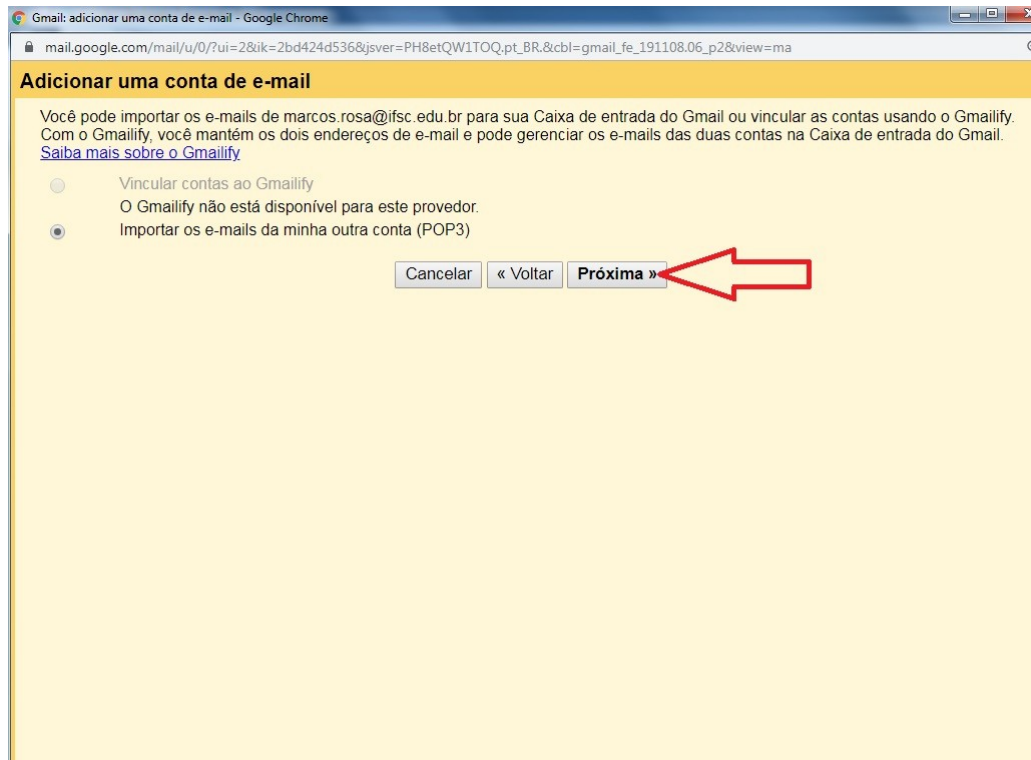 Gmail: adicionar uma conta de e-mail - Google Chrome
mail.google.com/mail/u/0/?ui=2&ik=2bd424d536&jsver=PH8etQW1TOQ.pt_BR.&cbl=gmail_fe_191108.06_p2&view=ma
Adicionar uma conta de e-mail
Você pode importar os e-mails de marcos.rosa@ifsc.edu.br para sua Caixa de entrada do Gmail ou vincular as contas usando o Gmailify.
Com o Gmailify, você mantém os dois endereços de e-mail e pode gerenciar os e-mails das duas contas na Caixa de entrada do Gmail.
Saiba mais sobre o Gmailify
Vincular contas ao Gmailify
O Gmailify não está disponível para este provedor.
Importar os e-mails da minha outra conta (POP3)
Cancelar « Voltar Próxima »